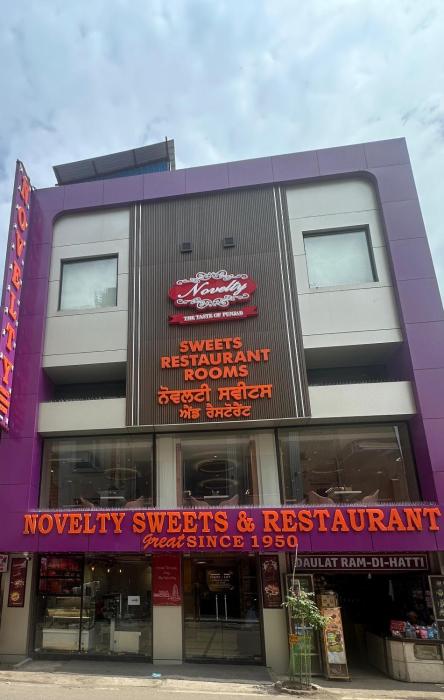 NOVELTY
Novelty
THE TASTE OF PUNJAB
SWEETS
RESTAURANT
ROOMS
ਨੋਵਲਟੀ ਸਵੀਟਸ
ਐਂਡ ਰੈਸਟੋਰੈਂਟ
NOVELTY SWEETS & RESTAURANT
Great SINCE 1950
DAULAT RAM-DI-HATTI